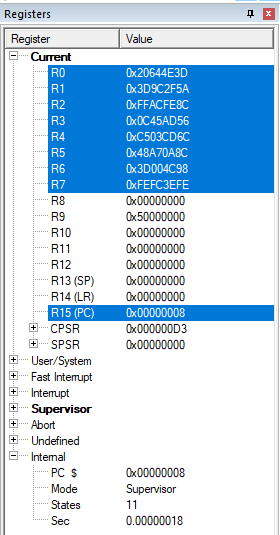 Registers
Register Value
Current
R0 0x20644E3D
R1 0x3D9C2F5A
R2 0xFFACFE8C
R3 0x0C45AD56
R4 0xC503CD6C
R5 0x48A70A8C
R6 0x3D004C98
R7 0xFEFC3EFE
R8 0x00000000
R9 0x50000000
R10 0x00000000
R11 0x00000000
R12 0x00000000
R13 (SP) 0x00000000
R14 (LR) 0x00000000
R15 (PC) 0x00000008
CPSR 0x000000D3
SPSR 0x00000000
User/System
Fast Interrupt
Interrupt
Supervisor
Abort
Undefined
Internal
PC $ 0x00000008
Mode Supervisor
States 11
Sec 0.00000018